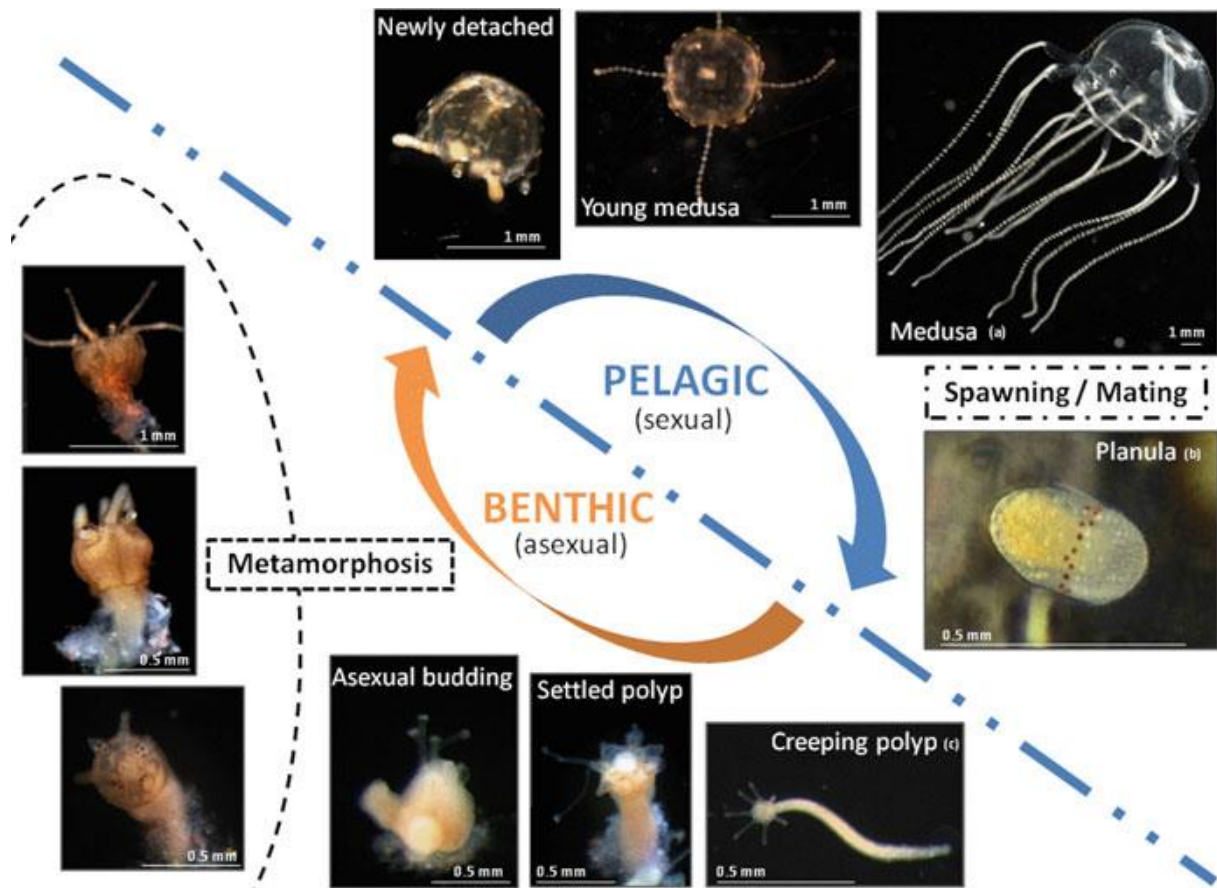 Newly detached
1 mm
Young medusa
1 mm
Medusa (a)
1 mm
PELAGIC
(sexual)
Spawning / Mating
Planula (b)
0.5 mm
BENTHIC
(asexual)
1 mm
Metamorphosis
0.5 mm
0.5 mm
Asexual budding
0.5 mm
Settled polyp
0.5 mm
Creeping polyp (c)
0.5 mm